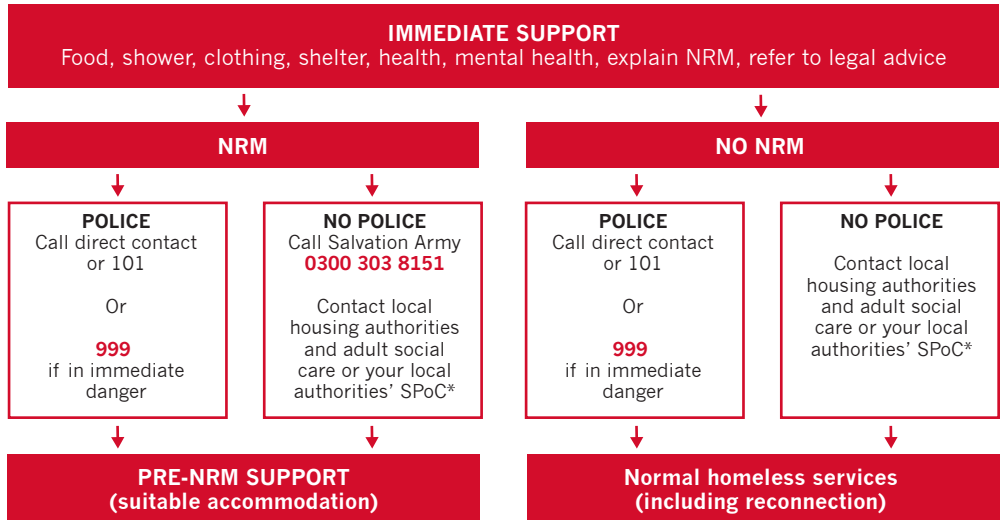 IMMEDIATE SUPPORT
Food, shower, clothing, shelter, health, mental health, explain NRM, refer to legal advice
NRM
NO NRM
POLICE
Call direct contact
or 101
Or
999
if in immediate
danger
NO POLICE
Call Salvation Army
0300 303 8151
Contact local
housing authorities
and adult social
care or your local
authorities’ SPoC*
POLICE
Call direct contact
or 101
Or
999
if in immediate
danger
NO POLICE
Contact local
housing authorities
and adult social
care or your local
authorities’ SPoC*
PRE-NRM SUPPORT
(suitable accommodation)
Normal homeless services
(including reconnection)